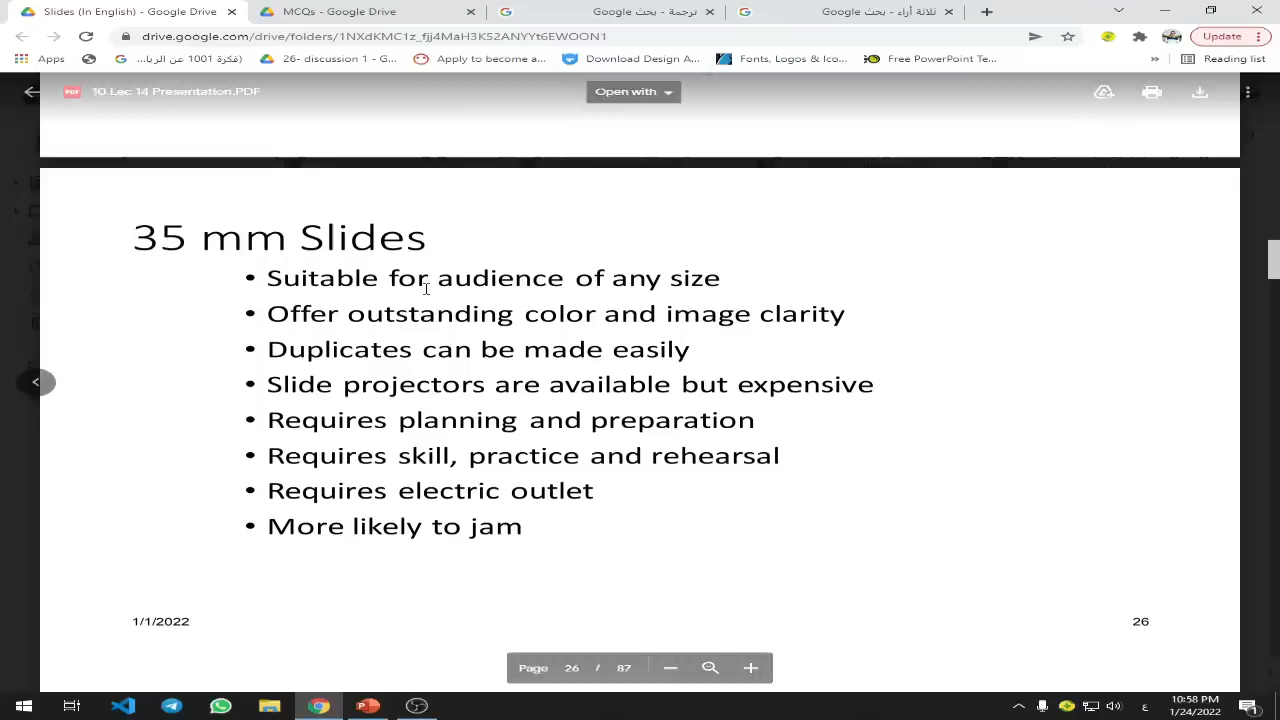 Gifts - Google Drive
MCQs - Google Drive
ترجمة - بحث Google
ثلاثة أراء - بحث Google
drive.google.com/drive/folders/1NXdKMC1z_fjj4MaH3K52ANYYt6EWOON1
Update
Apps
(فكرة 1001 عن الريا...
26- discussion 1 - G...
Apply to become a...
Download Design A...
Fonts, Logos & Ico...
Free PowerPoint Te...
»
Reading list
PDF
10.Lec 14 Presentation.PDF
Open with
35 mm Slides
• Suitable for audience of any size
• Offer outstanding color and image clarity
• Duplicates can be made easily
• Slide projectors are available but expensive
• Requires planning and preparation
• Requires skill, practice and rehearsal
• Requires electric outlet
• More likely to jam
1/1/2022
26
Page 26 / 87
ع
10:58 PM
1/24/2022